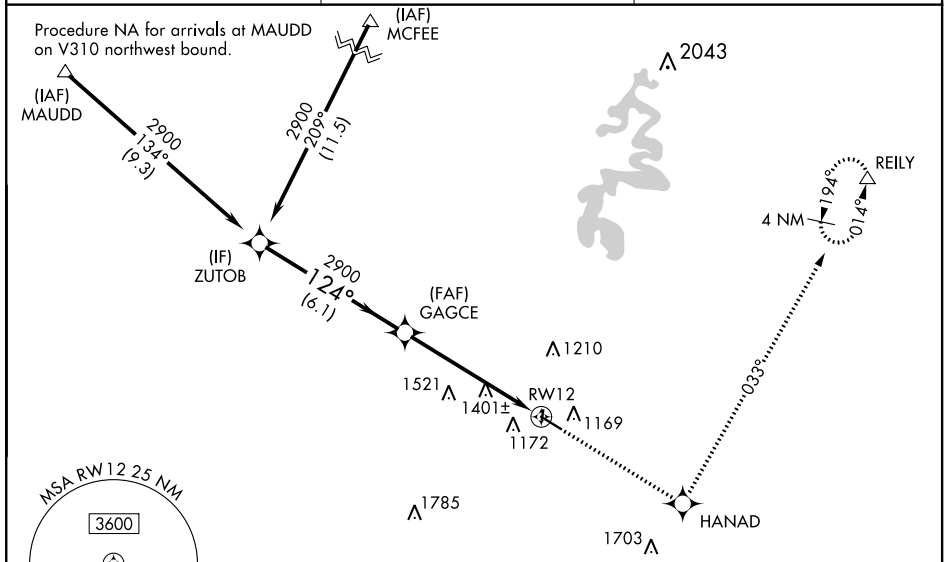 Procedure NA for arrivals at MAUDD
on V310 northwest bound.
(IAF)
MCFEE
(IAF)
MAUDD
2043
2900
134°
(9.3)
2900
209°
(11.5)
REILY
194°
014°
4 NM
(IF)
ZUTOB
2900
124°
(6.1)
(FAF)
GAGCE
1210
033°
1521
1401±
RW12
1169
1172
MSA RW12 25 NM
3600
1785
HANAD
1703